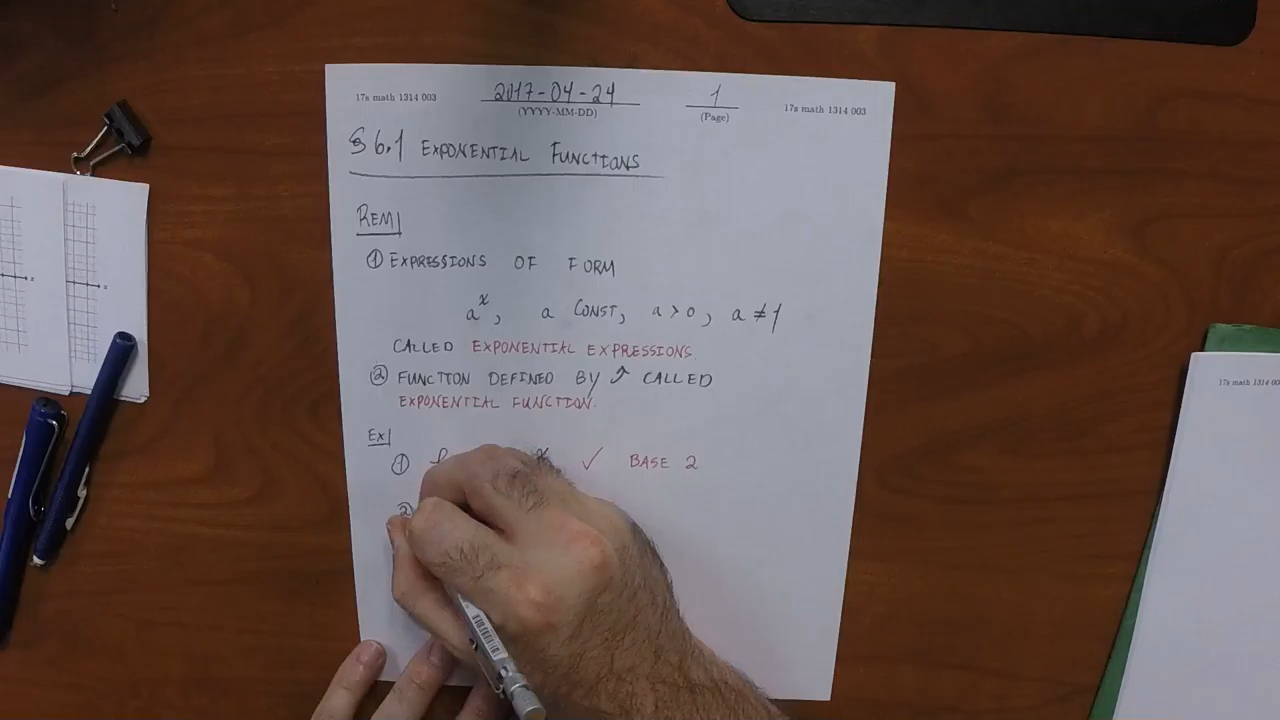 17s math 1314 003 2017-04-24 1 17s math 1314 003
(YYYY-MM-DD) (Page)
§6.1 EXPONENTIAL FUNCTIONS
REM
① EXPRESSIONS OF FORM
a^x, a CONST, a > 0, a ≠ 1
CALLED EXPONENTIAL EXPRESSIONS
② FUNCTION DEFINED BY ↗ CALLED
EXPONENTIAL FUNCTION.
EX
① ✓ BASE 2
②
17s math 1314